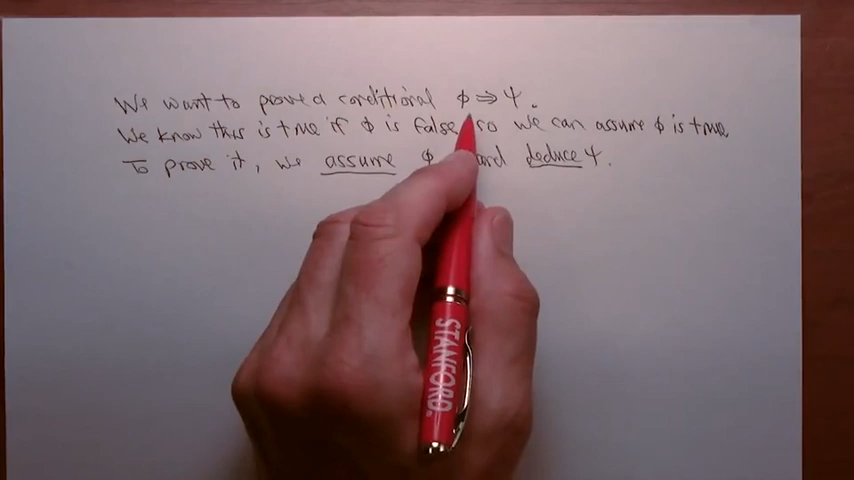 We want to prove a conditional φ ⇒ Ψ.
We know this is true if φ is false, so we can assume φ is true
To prove it, we assume φ and deduce Ψ.
STANFORD.